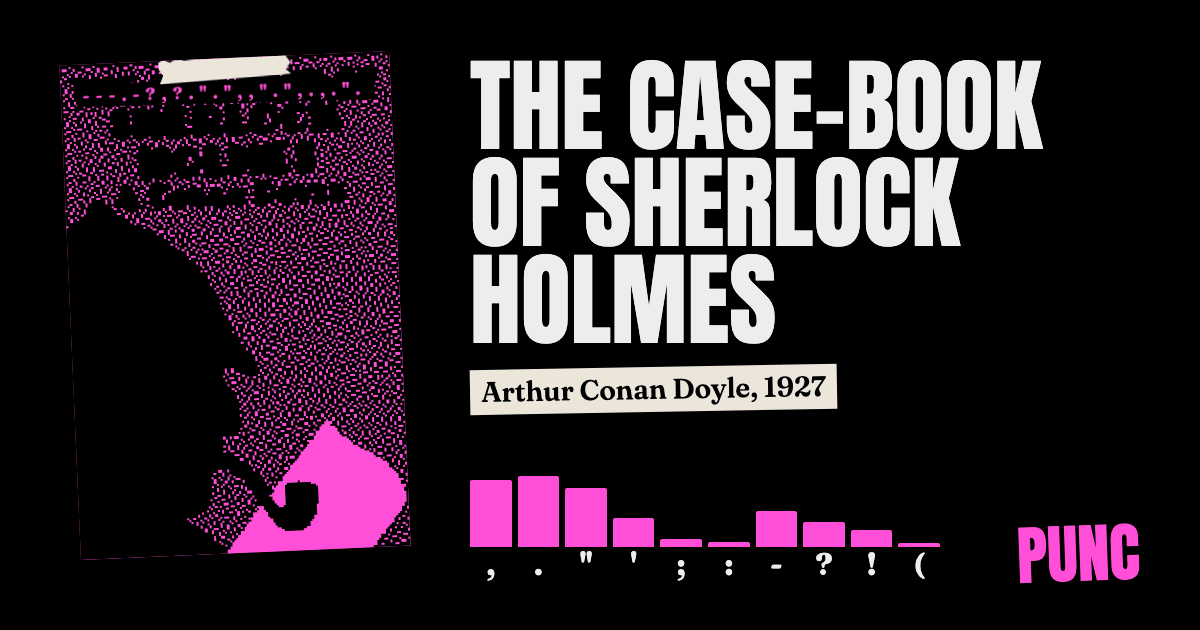 - - - . - ? , ? . " . " , , " . " , . , . " .
THE CASE-BOOK
OF SHERLOCK
HOLMES
Arthur Conan Doyle, 1927
, . " ' ; : - ? ! (
PUNC